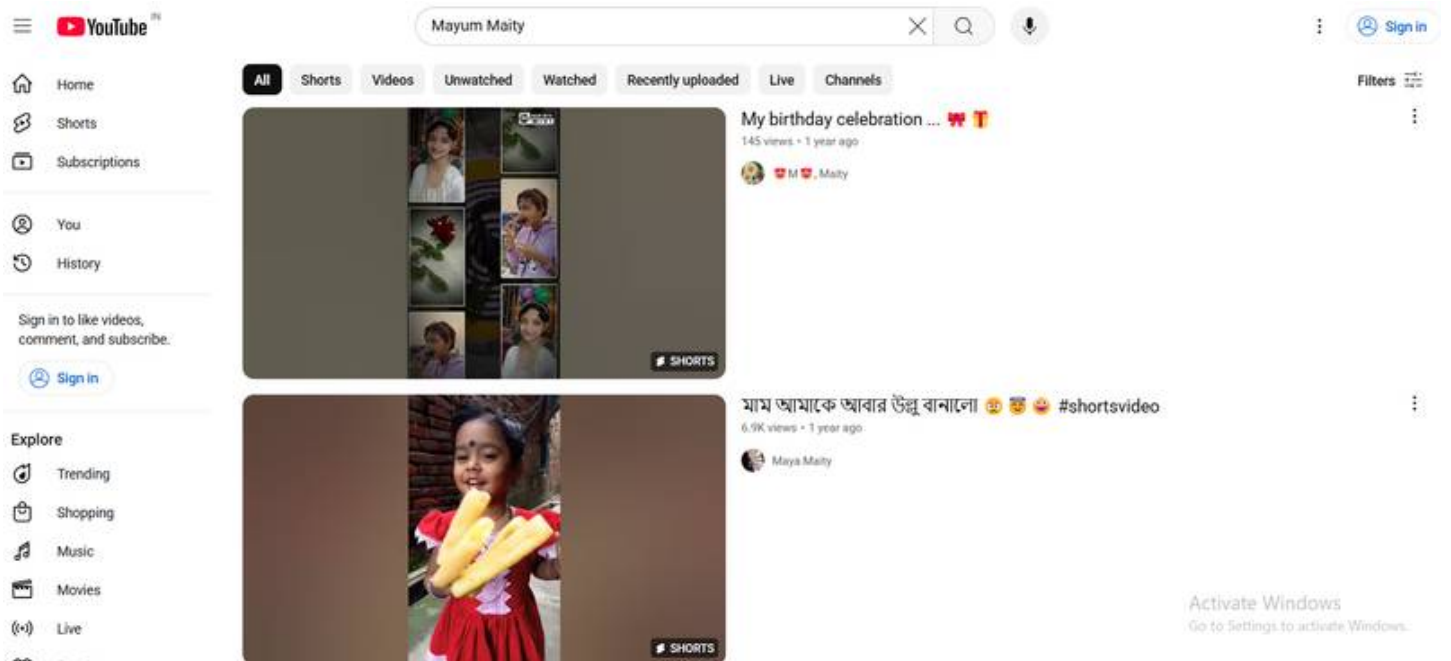 YouTube IN
Mayum Maity
Sign in
Home
Shorts
Subscriptions
You
History
Sign in to like videos,
comment, and subscribe.
Sign in
Explore
Trending
Shopping
Music
Movies
Live
All Shorts Videos Unwatched Watched Recently uploaded Live Channels
Filters
My birthday celebration ... 🎀 🎁
145 views • 1 year ago
M , Maity
SHORTS
মাম আমাকে আবার উল্লু বানালো #shortsvideo
6.9K views • 1 year ago
Maya Maity
SHORTS
Activate Windows
Go to Settings to activate Windows.